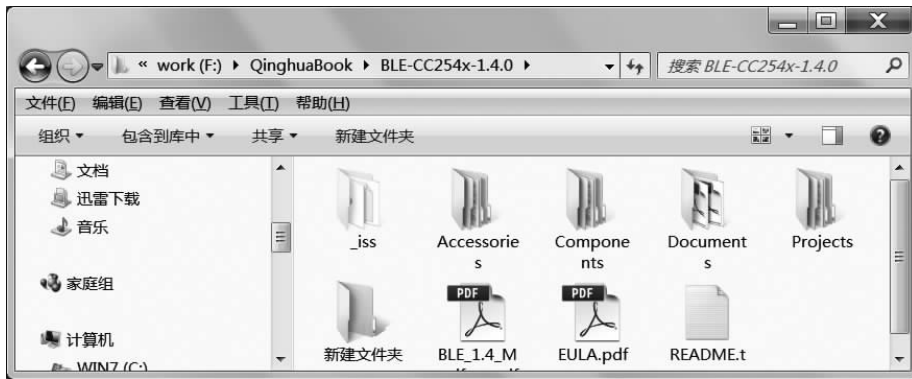 « work (F:) ▸ QinghuaBook ▸ BLE-CC254x-1.4.0 ▸ 搜索 BLE-CC254x-1.4.0
文件(F) 编辑(E) 查看(V) 工具(T) 帮助(H)
组织 包含到库中 共享 新建文件夹
文档
迅雷下载
音乐
家庭组
计算机
WIN7 (C:)
_iss Accessories Components Documents Projects
新建文件夹 BLE_1.4_M EULA.pdf README.t